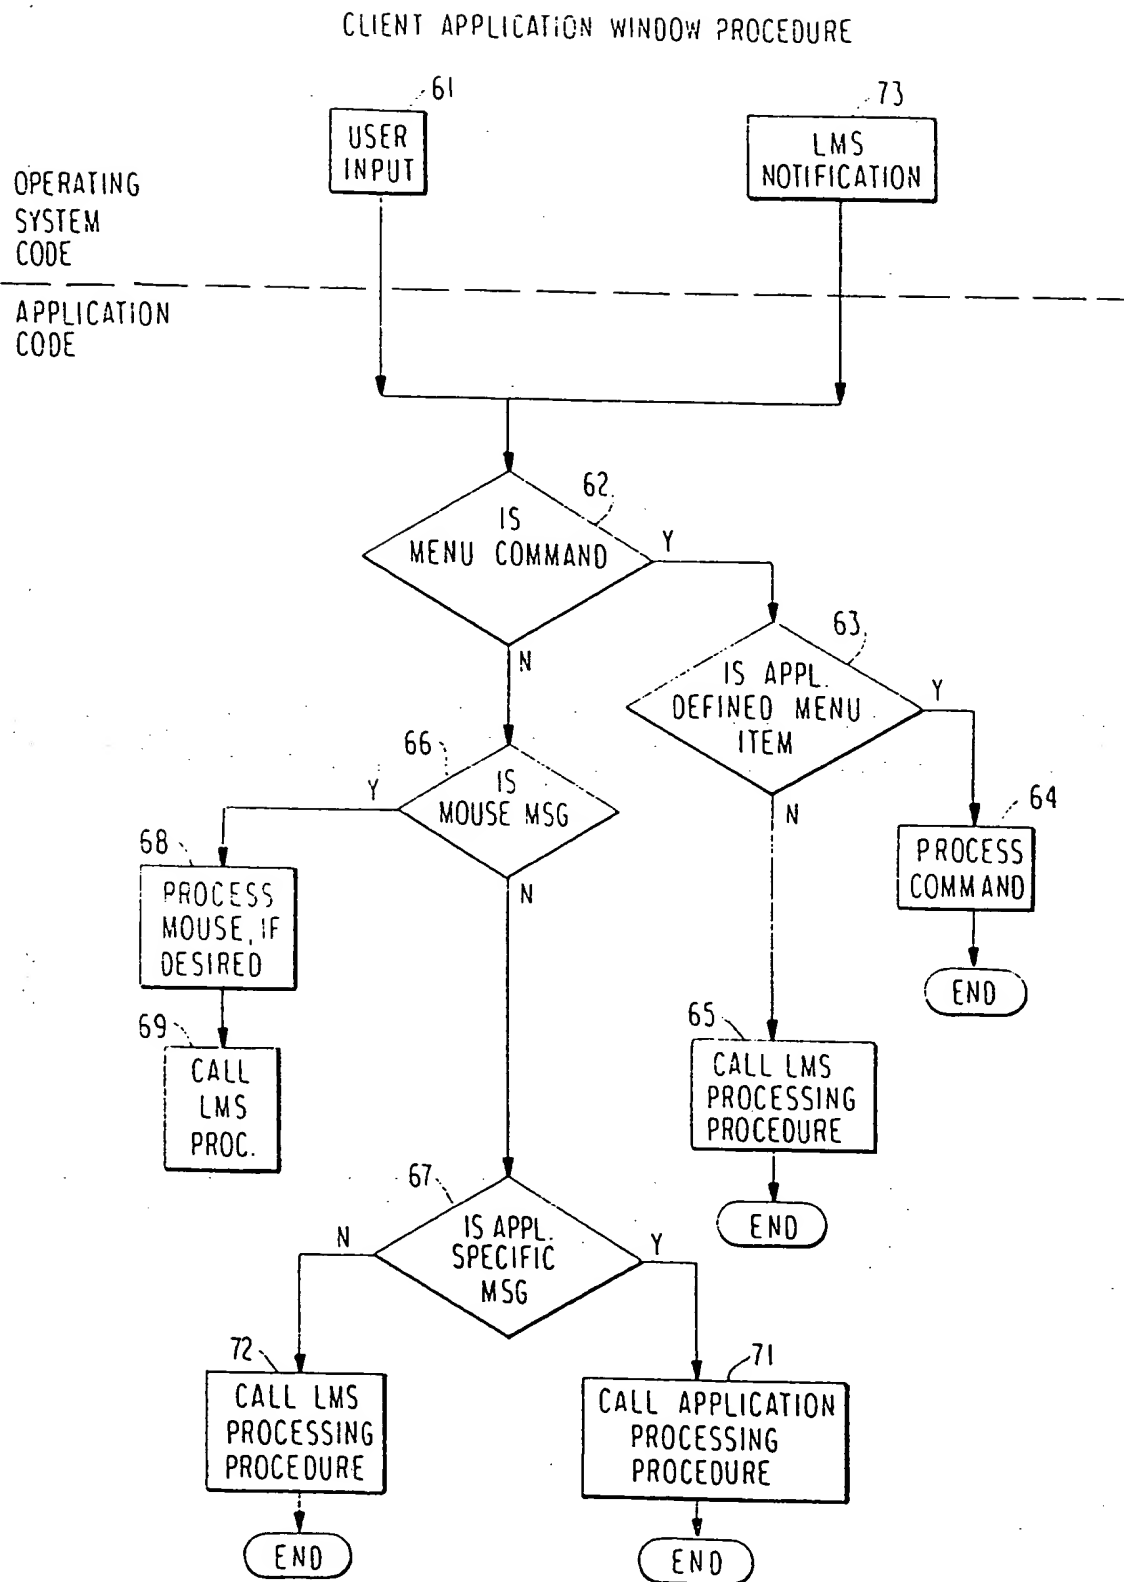 CLIENT APPLICATION WINDOW PROCEDURE
61
73
USER
INPUT
LMS
NOTIFICATION
OPERATING
SYSTEM
CODE
APPLICATION
CODE
62
IS
MENU COMMAND
Y
N
63
IS APPL.
DEFINED MENU
ITEM
Y
N
64
PROCESS
COMMAND
END
66
IS
MOUSE MSG
Y
N
68
PROCESS
MOUSE, IF
DESIRED
69
CALL
LMS
PROC.
65
CALL LMS
PROCESSING
PROCEDURE
END
67
IS APPL.
SPECIFIC
MSG
N
Y
72
CALL LMS
PROCESSING
PROCEDURE
END
71
CALL APPLICATION
PROCESSING
PROCEDURE
END